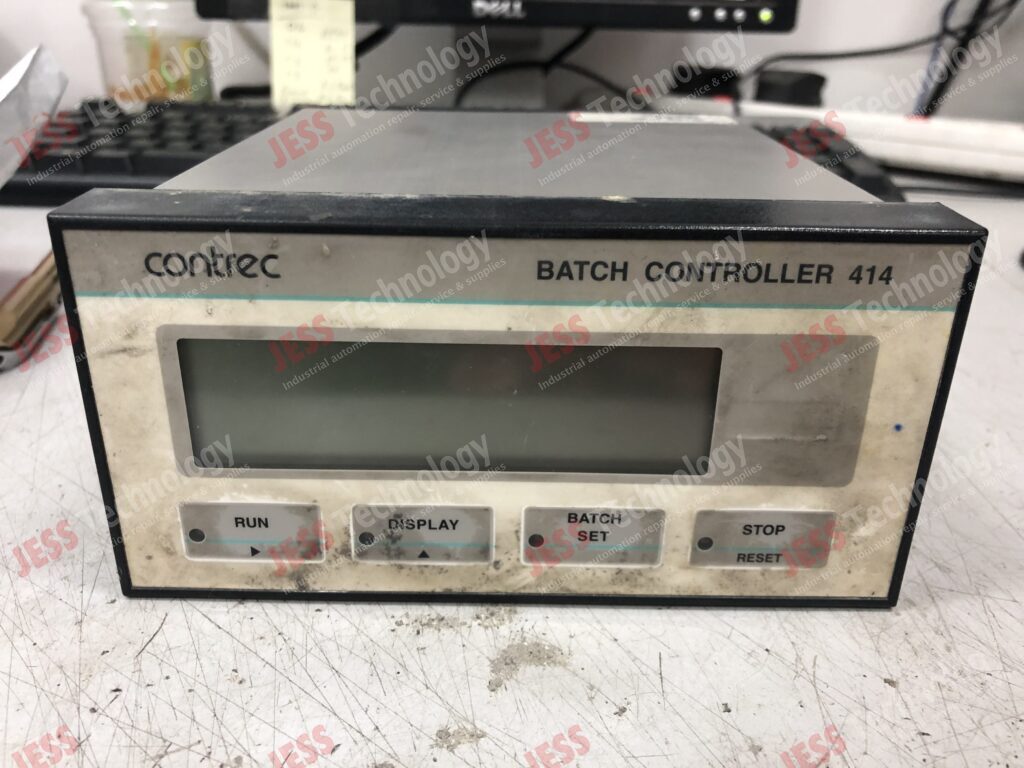 DELL
contrec
BATCH CONTROLLER 414
RUN
DISPLAY
BATCH
SET
STOP
RESET
JESS Technology
Industrial automation repair, service & supplies